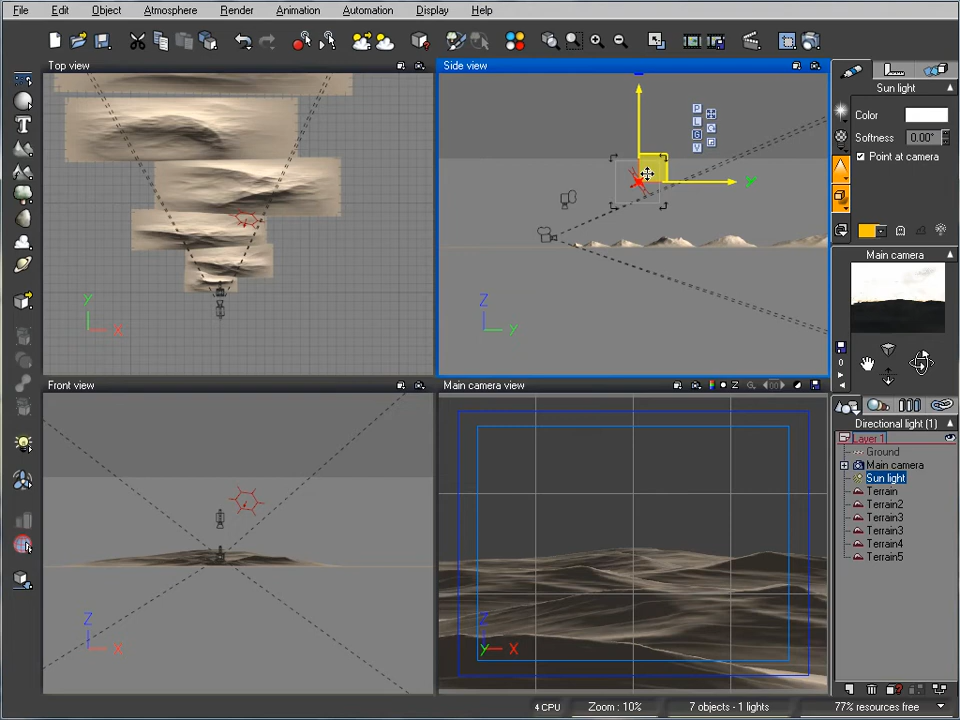 File Edit Object Atmosphere Render Animation Automation Display Help
Top view
Side view
Sun light
Color
Softness 0.00°
Point at camera
P
L
G
V
Y
Z
Y
Y
X
Main camera
0
Front view
Main camera view
Z
G
Directional light (1)
Layer 1
Ground
Main camera
Sun light
Terrain
Terrain2
Terrain3
Terrain3
Terrain4
Terrain5
Z
X
Z
Y X
4 CPU Zoom : 10% 7 objects - 1 lights 77% resources free